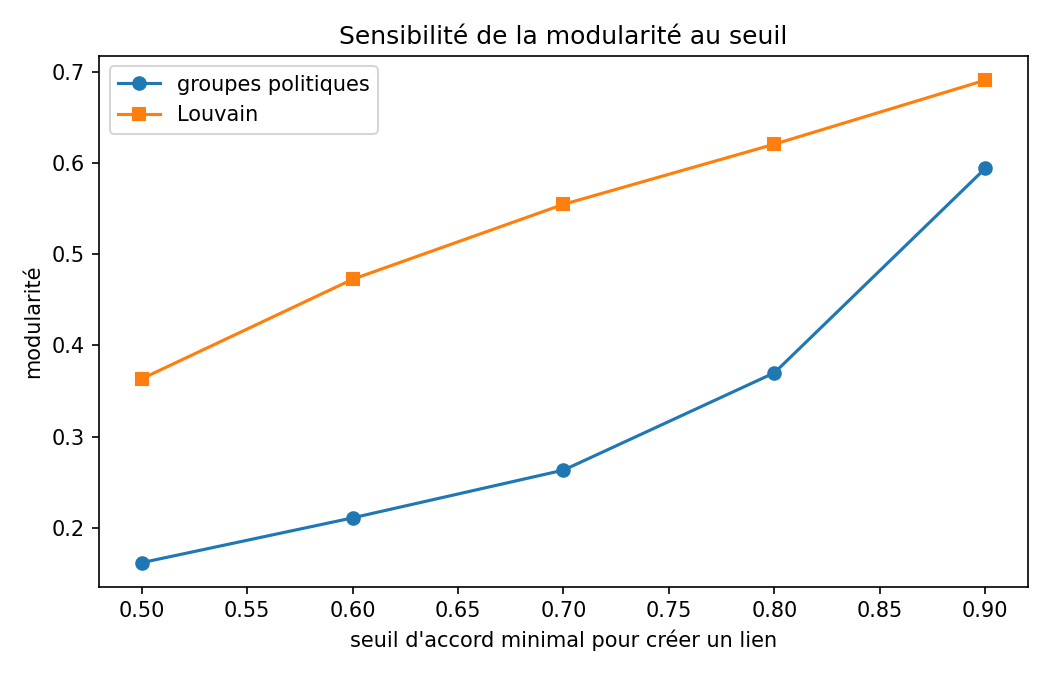 Sensibilité de la modularité au seuil
groupes politiques
Louvain
modularité
0.7
0.6
0.5
0.4
0.3
0.2
0.50 0.55 0.60 0.65 0.70 0.75 0.80 0.85 0.90
seuil d'accord minimal pour créer un lien